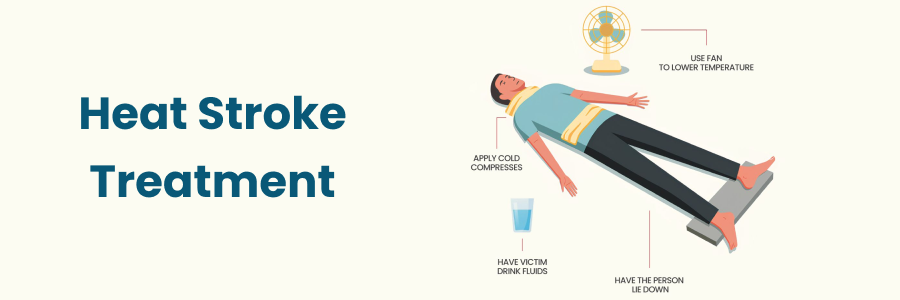 Heat Stroke
Treatment
USE FAN
TO LOWER TEMPERATURE
APPLY COLD
COMPRESSES
HAVE VICTIM
DRINK FLUIDS
HAVE THE PERSON
LIE DOWN